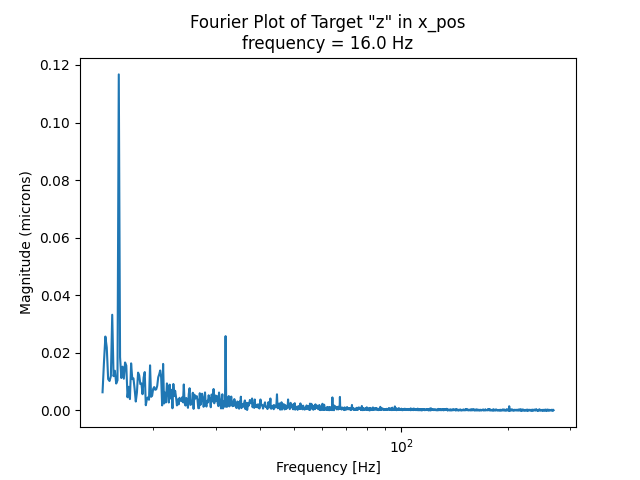 Fourier Plot of Target "z" in x_pos
frequency = 16.0 Hz
0.12
0.10
0.08
0.06
0.04
0.02
0.00
Magnitude (microns)
10²
Frequency [Hz]